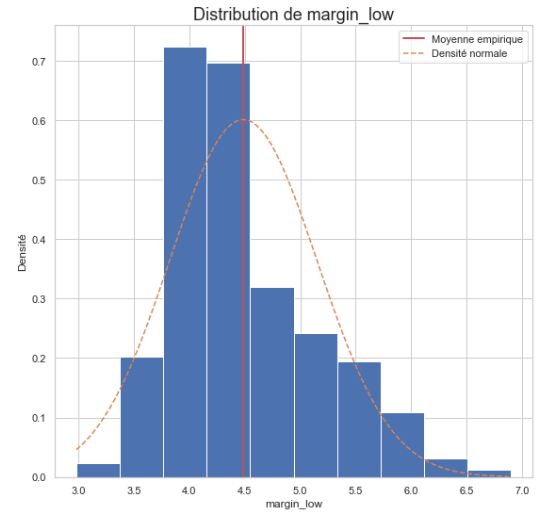 Distribution de margin_low
Moyenne empirique
Densité normale
Densité
0.7
0.6
0.5
0.4
0.3
0.2
0.1
0.0
3.0 3.5 4.0 4.5 5.0 5.5 6.0 6.5 7.0
margin_low